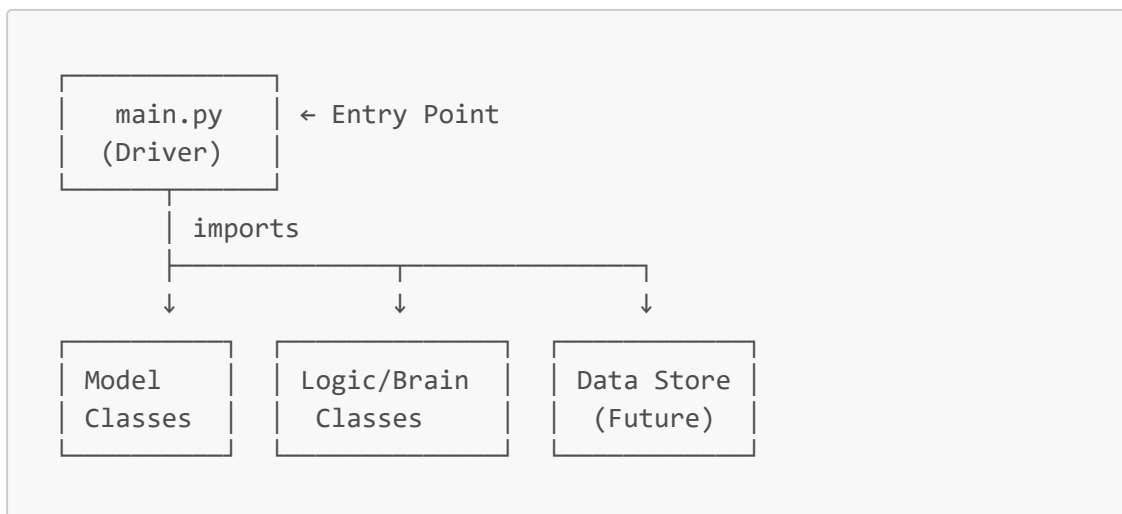 main.py ← Entry Point
(Driver)
imports
↓ ↓ ↓
Model Logic/Brain Data Store
Classes Classes (Future)